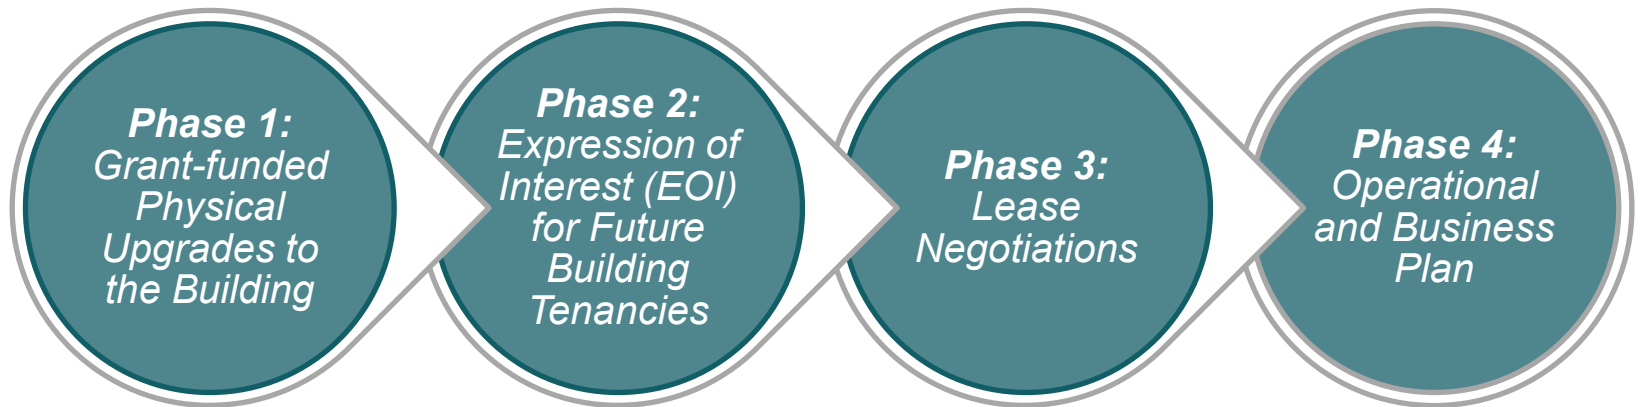 Phase 1:
Grant-funded
Physical
Upgrades to
the Building
Phase 2:
Expression of
Interest (EOI)
for Future
Building
Tenancies
Phase 3:
Lease
Negotiations
Phase 4:
Operational
and Business
Plan